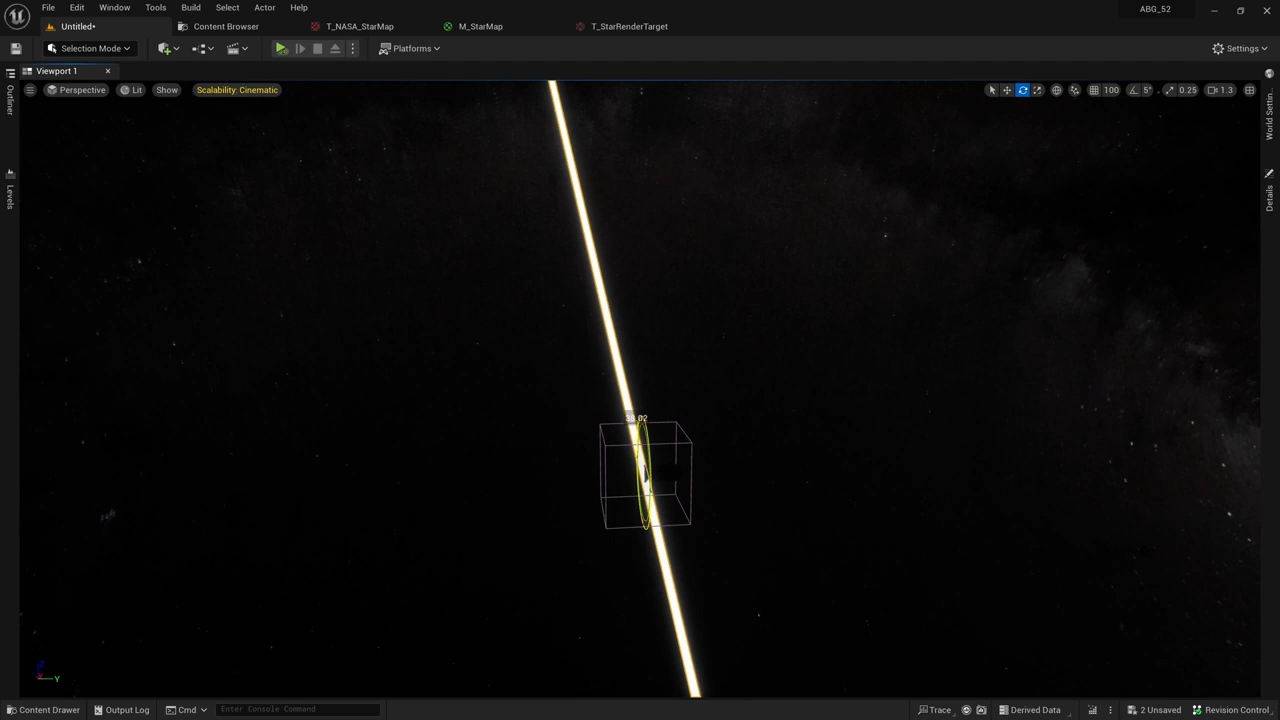 File Edit Window Tools Build Select Actor Help
ABG_52
Untitled*
Content Browser
T_NASA_StarMap
M_StarMap
T_StarRenderTarget
Selection Mode
Platforms
Settings
Viewport 1
Perspective
Lit
Show
Scalability: Cinematic
100
5°
0.25
1.3
Outliner
Levels
World Settin...
Details
Y
Content Drawer
Output Log
Cmd
Enter Console Command
Trace
Derived Data
2 Unsaved
Revision Control